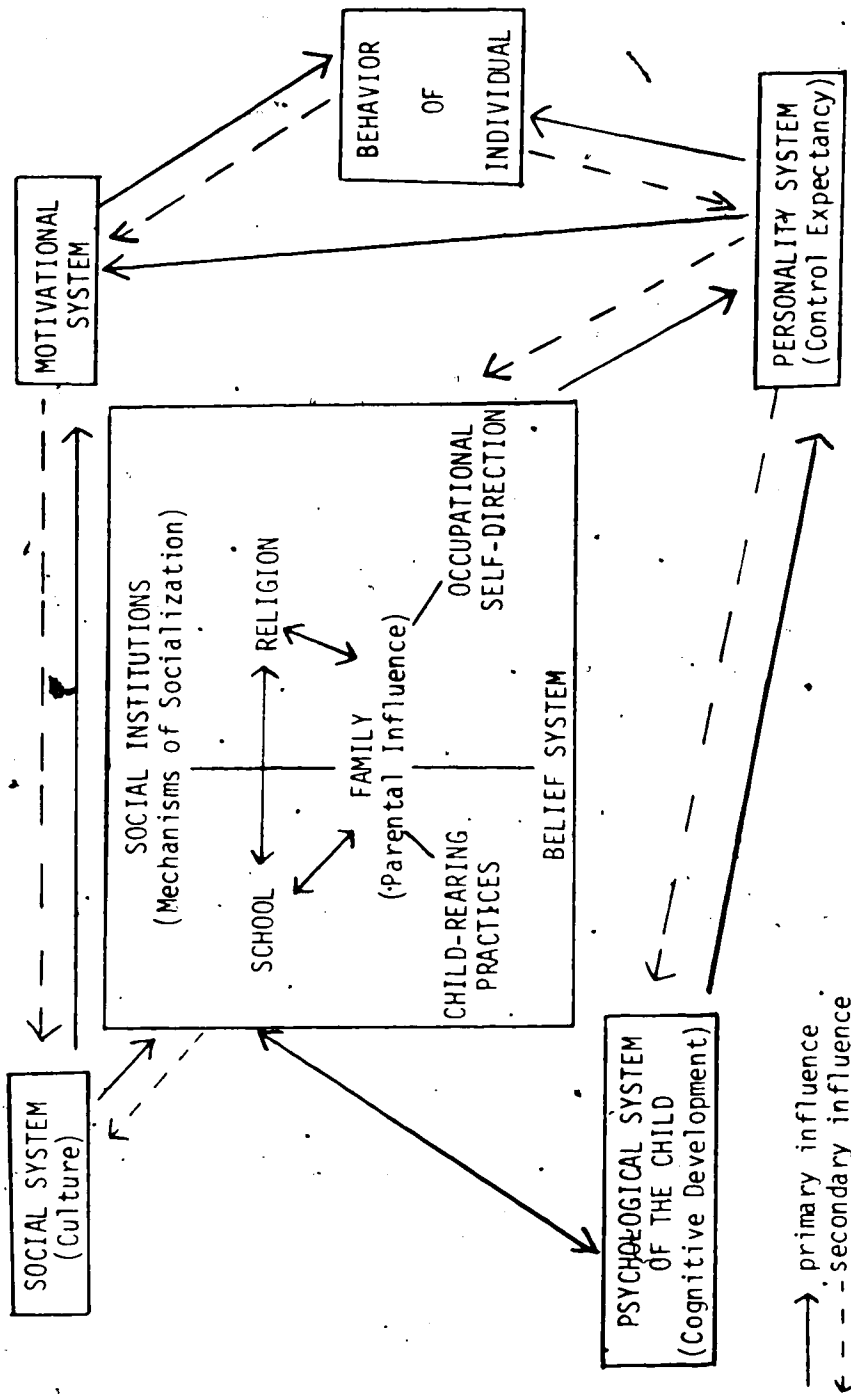 SOCIAL SYSTEM
(Culture)
MOTIVATIONAL
SYSTEM
SOCIAL INSTITUTIONS
(Mechanisms of Socialization)
SCHOOL
RELIGION
FAMILY
(Parental Influence)
CHILD-REARING
PRACTICES
OCCUPATIONAL
SELF-DIRECTION
BELIEF SYSTEM
BEHAVIOR
OF
INDIVIDUAL
PSYCHOLOGICAL SYSTEM
OF THE CHILD
(Cognitive Development)
PERSONALITY SYSTEM
(Control Expectancy)
primary influence
secondary influence